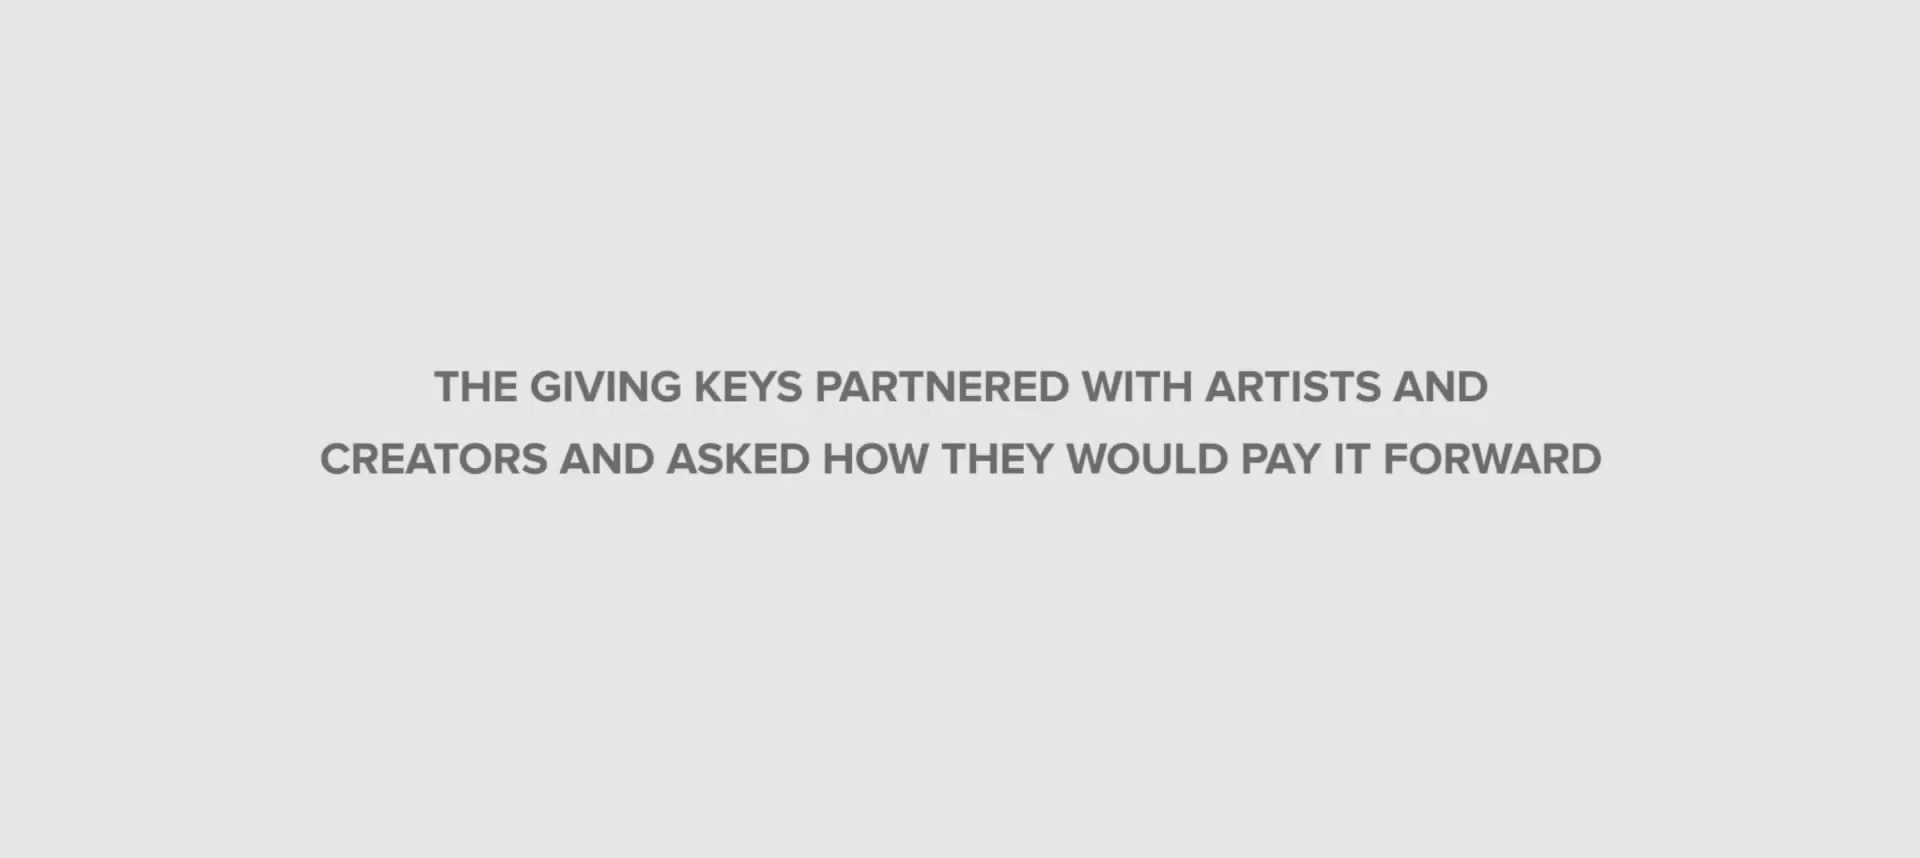 THE GIVING KEYS PARTNERED WITH ARTISTS AND
CREATORS AND ASKED HOW THEY WOULD PAY IT FORWARD